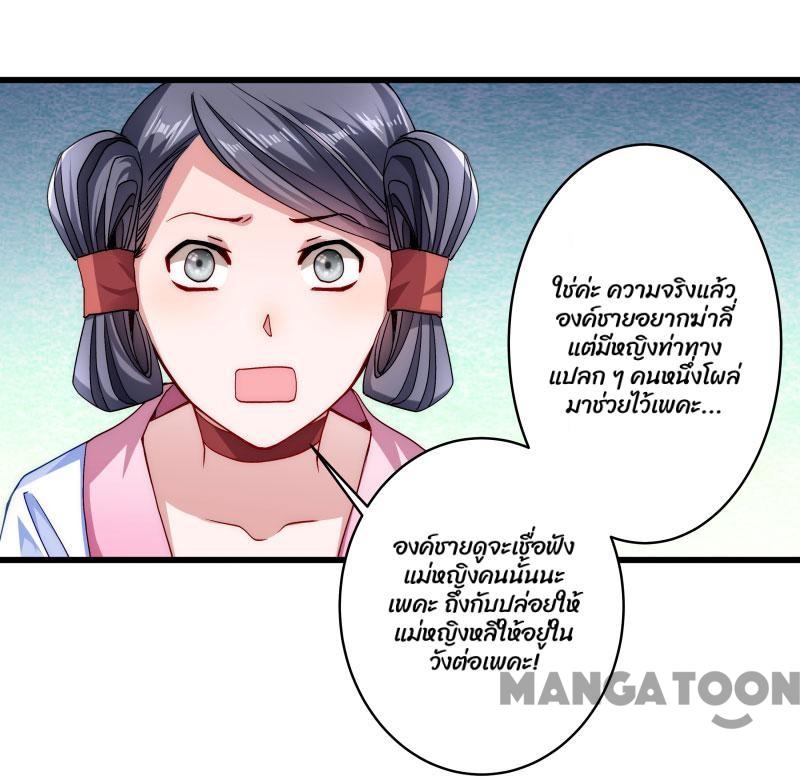 ใช่ค่ะ ความจริงแล้ว
องค์ชายอยากฆ่าลี่
แต่มีหญิงท่าทาง
แปลก ๆ คนหนึ่งโผล่
มาช่วยไว้เพคะ...
องค์ชายดูจะเชื่อฟัง
แม่หญิงคนนั้นนะ
เพคะ ถึงกับปล่อยให้
แม่หญิงหลีให้อยู่ใน
วังต่อเพคะ!
MANGATOON